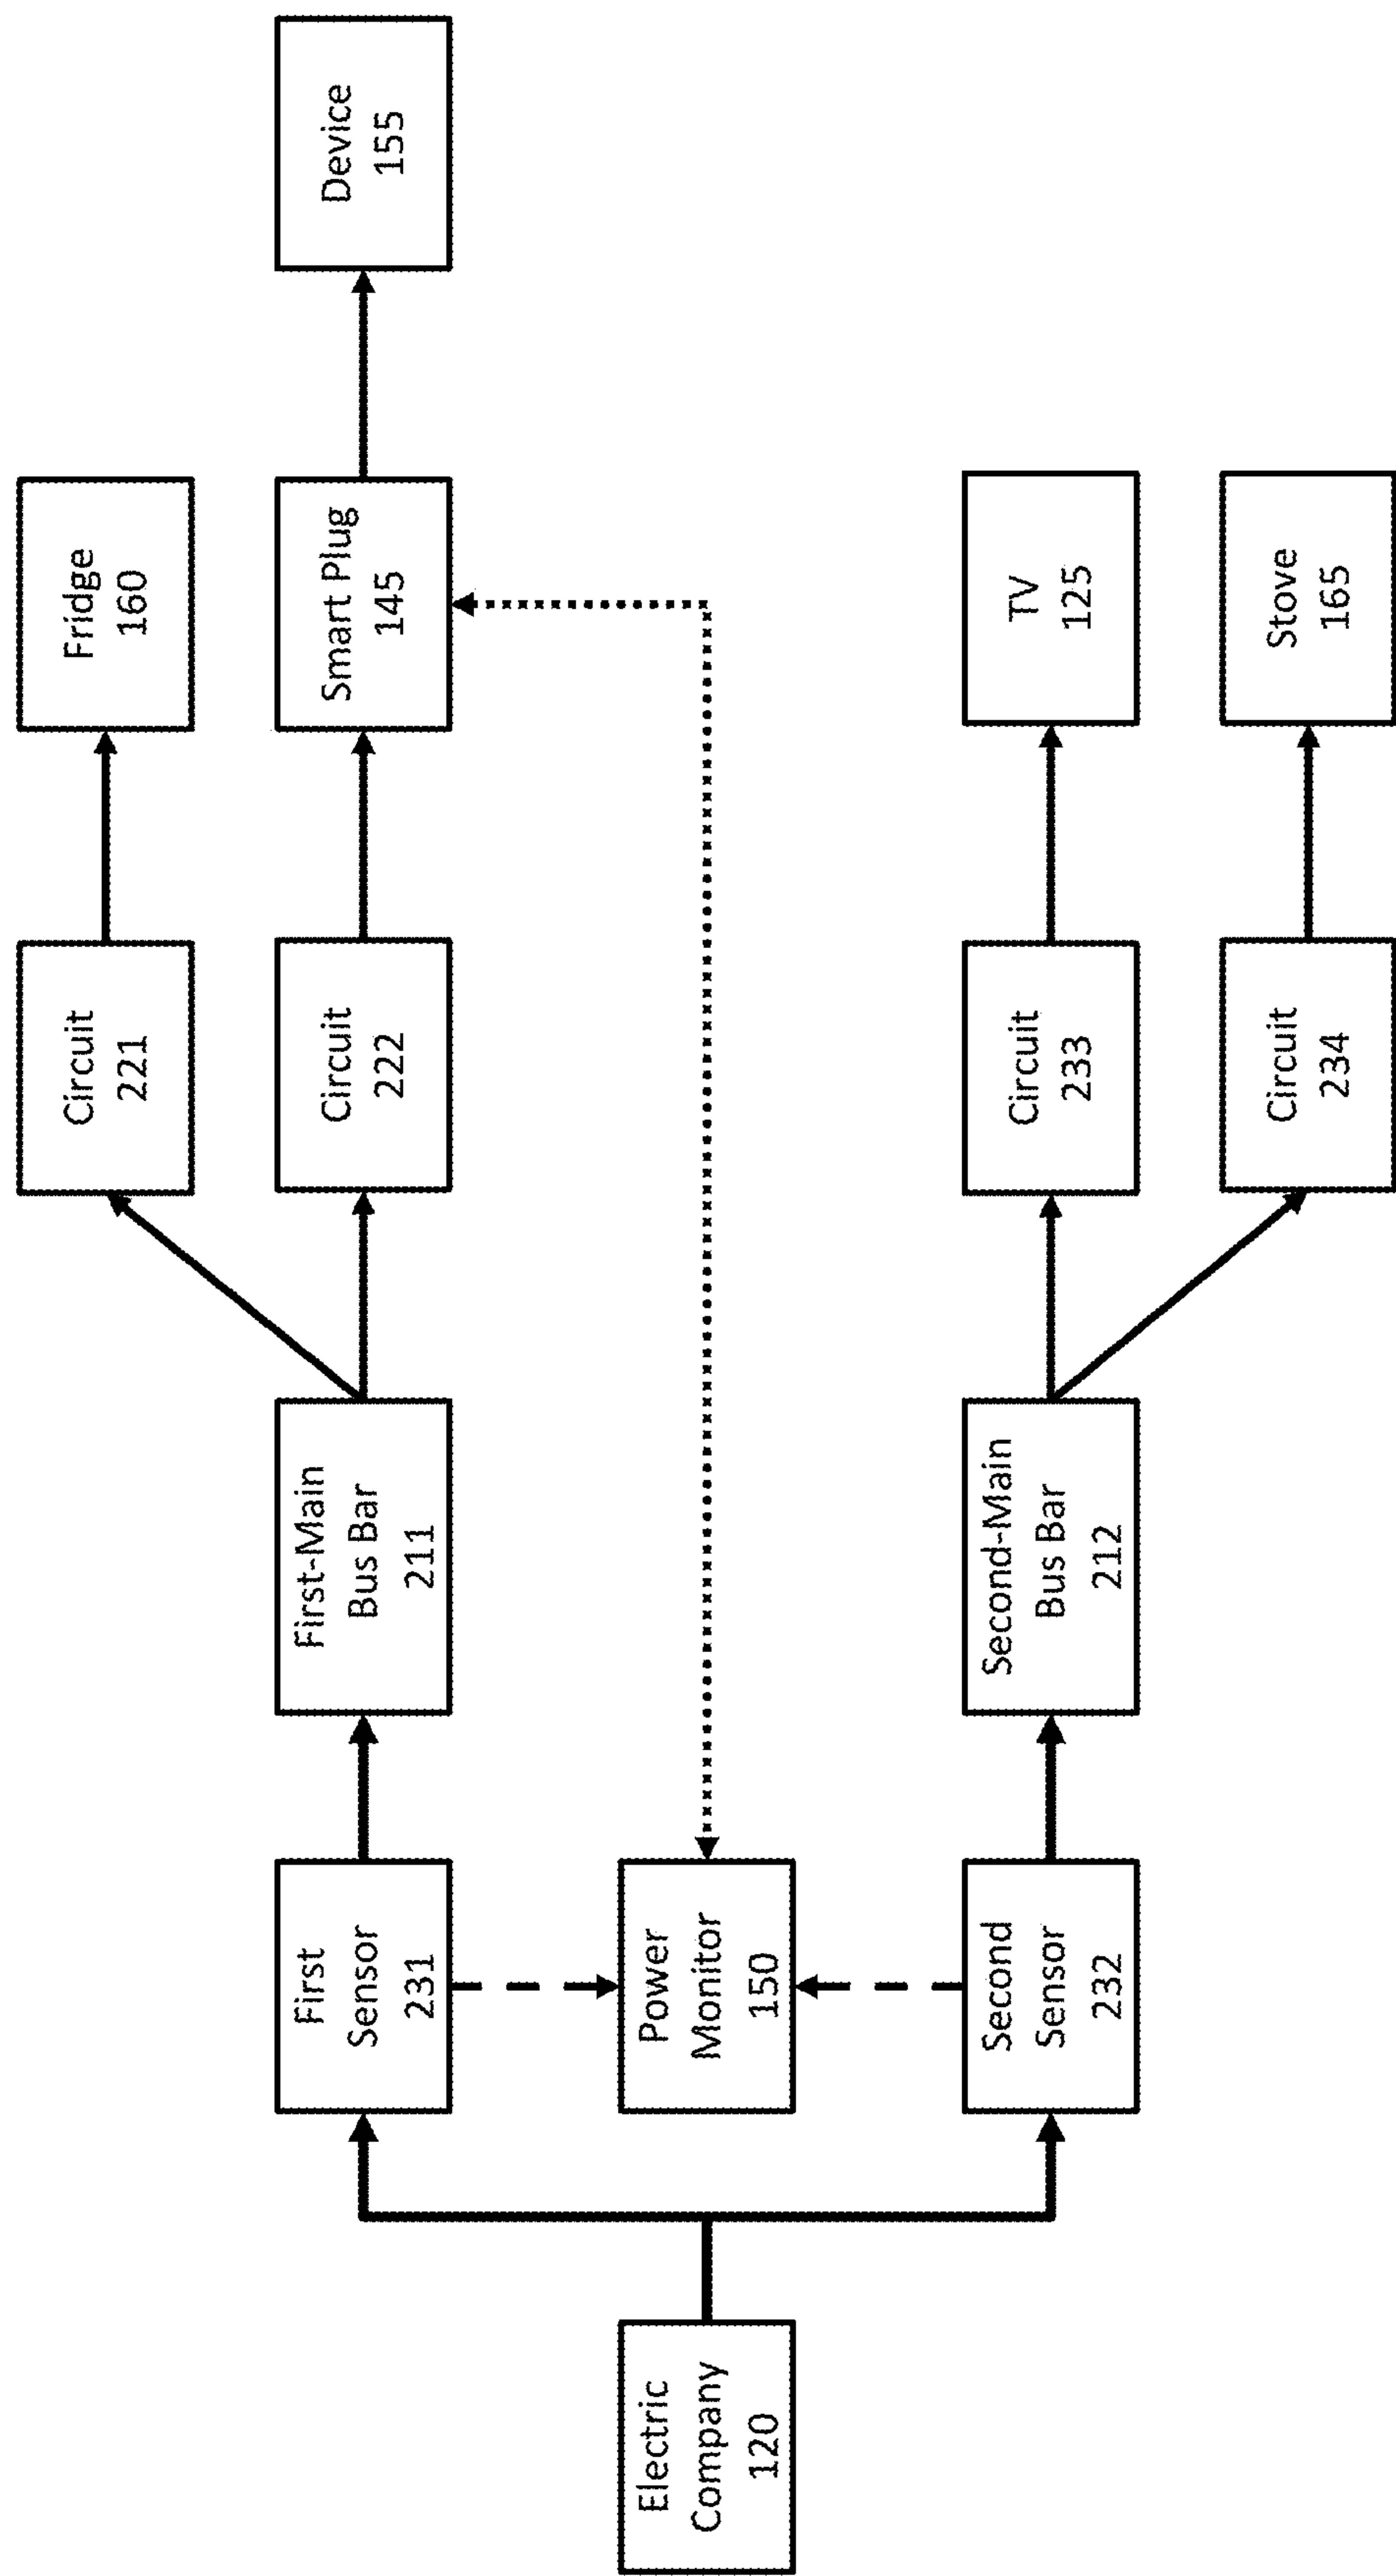 Electric
Company
120
First
Sensor
231
Power
Monitor
150
Second
Sensor
232
First-Main
Bus Bar
211
Second-Main
Bus Bar
212
Circuit
221
Circuit
222
Circuit
233
Circuit
234
Fridge
160
Smart Plug
145
TV
125
Stove
165
Device
155